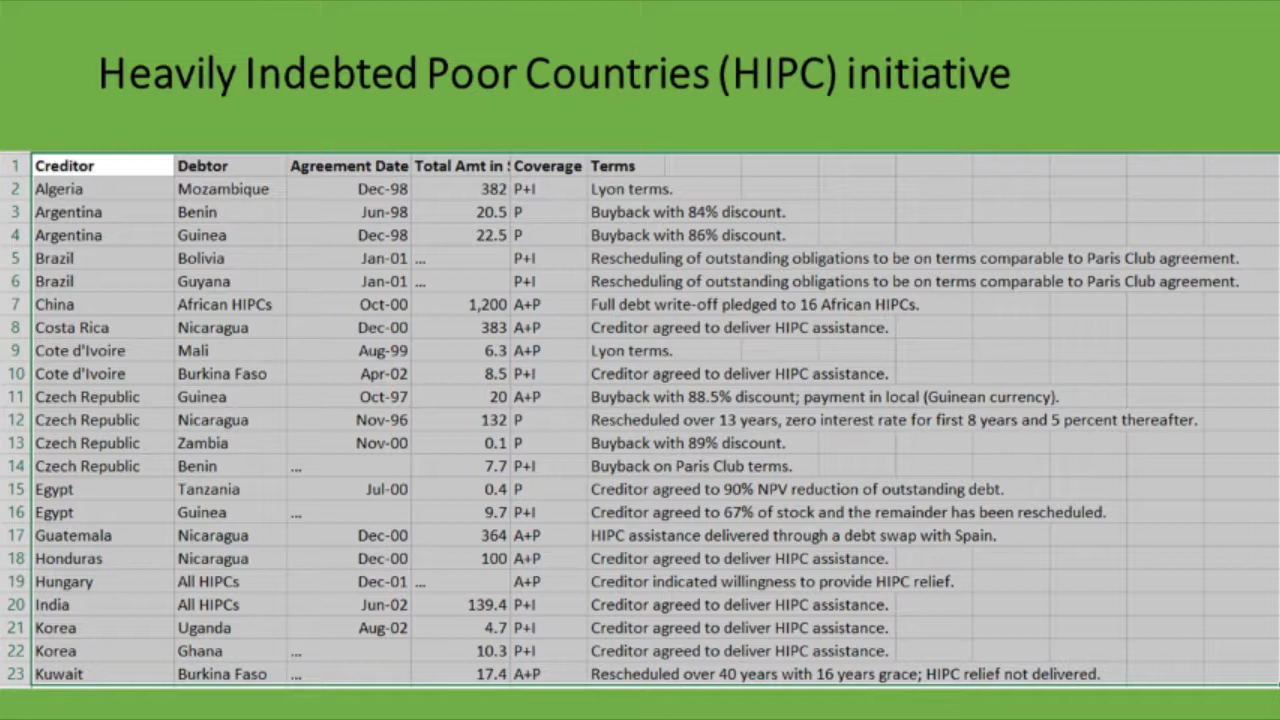 Heavily Indebted Poor Countries (HIPC) initiative
1 Creditor Debtor Agreement Date Total Amt in Coverage Terms
2 Algeria Mozambique Dec-98 382 P+I Lyon terms.
3 Argentina Benin Jun-98 20.5 P Buyback with 84% discount.
4 Argentina Guinea Dec-98 22.5 P Buyback with 86% discount.
5 Brazil Bolivia Jan-01 ... P+I Rescheduling of outstanding obligations to be on terms comparable to Paris Club agreement.
6 Brazil Guyana Jan-01 ... P+I Rescheduling of outstanding obligations to be on terms comparable to Paris Club agreement.
7 China African HIPCs Oct-00 1,200 A+P Full debt write-off pledged to 16 African HIPCs.
8 Costa Rica Nicaragua Dec-00 383 A+P Creditor agreed to deliver HIPC assistance.
9 Cote d'Ivoire Mali Aug-99 6.3 A+P Lyon terms.
10 Cote d'Ivoire Burkina Faso Apr-02 8.5 P+I Creditor agreed to deliver HIPC assistance.
11 Czech Republic Guinea Oct-97 20 A+P Buyback with 88.5% discount; payment in local (Guinean currency).
12 Czech Republic Nicaragua Nov-96 132 P Rescheduled over 13 years, zero interest rate for first 8 years and 5 percent thereafter.
13 Czech Republic Zambia Nov-00 0.1 P Buyback with 89% discount.
14 Czech Republic Benin ... 7.7 P+I Buyback on Paris Club terms.
15 Egypt Tanzania Jul-00 0.4 P Creditor agreed to 90% NPV reduction of outstanding debt.
16 Egypt Guinea ... 9.7 P+I Creditor agreed to 67% of stock and the remainder has been rescheduled.
17 Guatemala Nicaragua Dec-00 364 A+P HIPC assistance delivered through a debt swap with Spain.
18 Honduras Nicaragua Dec-00 100 A+P Creditor agreed to deliver HIPC assistance.
19 Hungary All HIPCs Dec-01 ... A+P Creditor indicated willingness to provide HIPC relief.
20 India All HIPCs Jun-02 139.4 P+I Creditor agreed to deliver HIPC assistance.
21 Korea Uganda Aug-02 4.7 P+I Creditor agreed to deliver HIPC assistance.
22 Korea Ghana ... 10.3 P+I Creditor agreed to deliver HIPC assistance.
23 Kuwait Burkina Faso ... 17.4 A+P Rescheduled over 40 years with 16 years grace; HIPC relief not delivered.